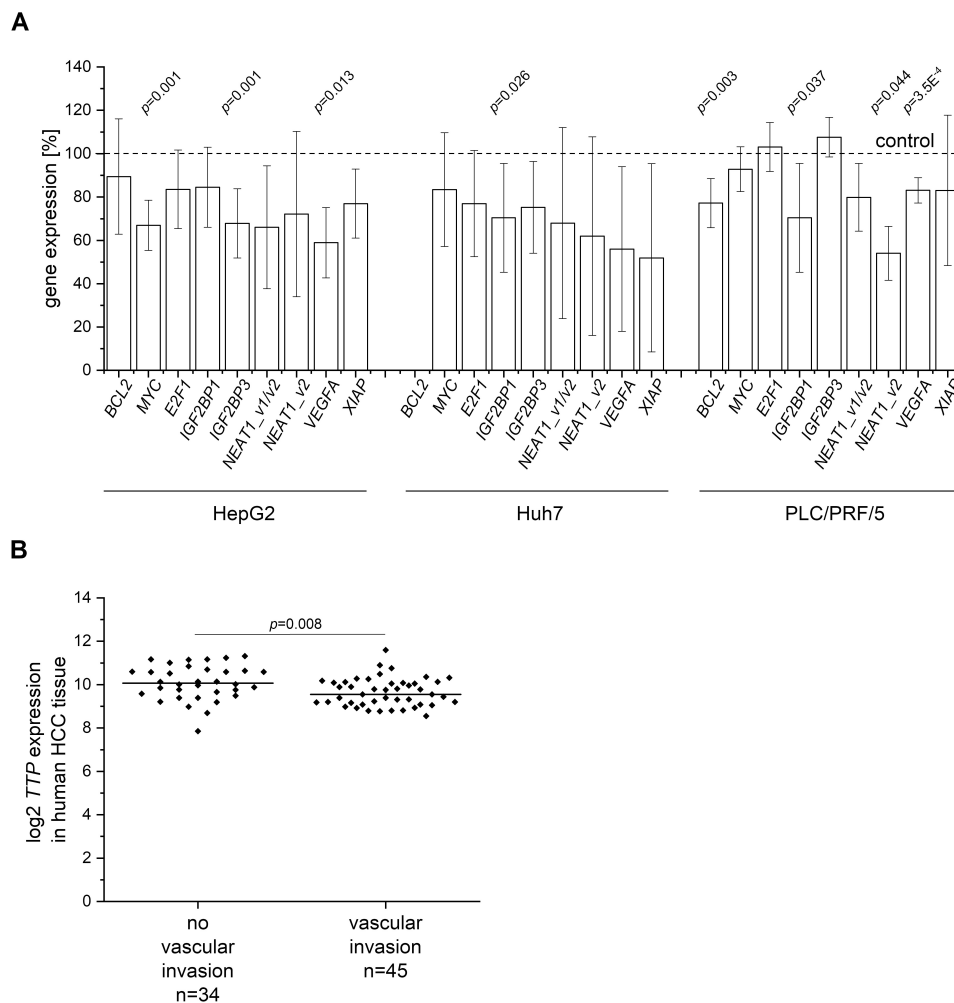 A
p=0.001
p=0.001
p=0.013
p=0.026
p=0.003
p=0.037
p=0.044
p=3.5E⁻⁴
control
gene expression [%]
140
120
100
80
60
40
20
0
BCL2
MYC
E2F1
IGF2BP1
IGF2BP3
NEAT1_v1/v2
NEAT1_v2
VEGFA
XIAP
BCL2
MYC
E2F1
IGF2BP1
IGF2BP3
NEAT1_v1/v2
NEAT1_v2
VEGFA
XIAP
BCL2
MYC
E2F1
IGF2BP1
IGF2BP3
NEAT1_v1/v2
NEAT1_v2
VEGFA
XIAP
HepG2
Huh7
PLC/PRF/5
B
log2 TTP expression
in human HCC tissue
14
12
10
8
6
4
2
0
p=0.008
no
vascular
invasion
n=34
vascular
invasion
n=45